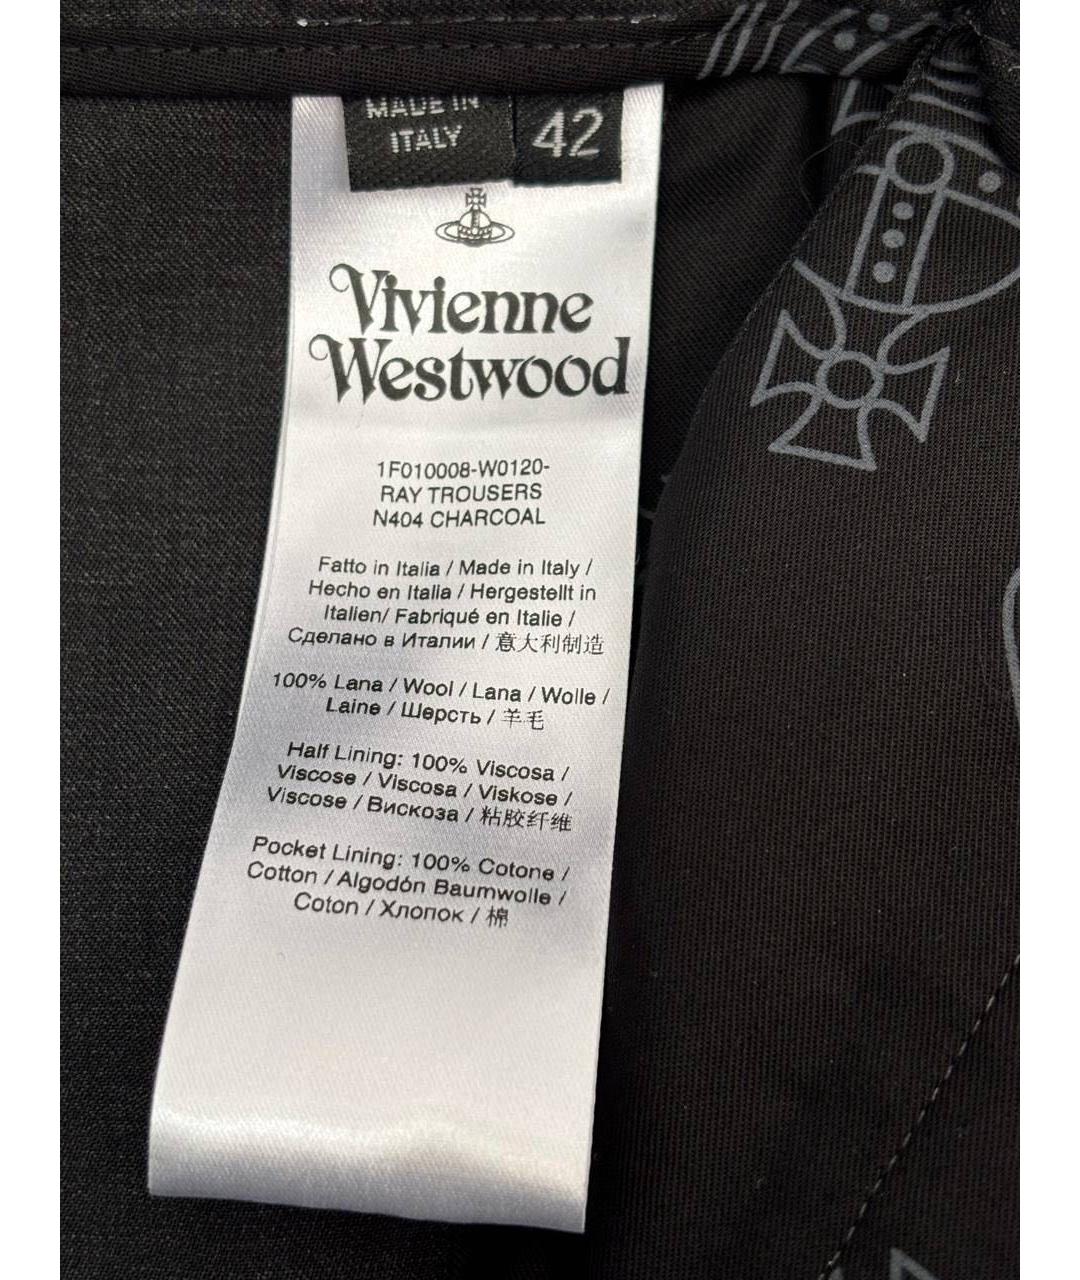 MADE IN
ITALY
42
Vivienne
Westwood
1F010008-W0120-
RAY TROUSERS
N404 CHARCOAL
Fatto in Italia / Made in Italy /
Hecho en Italia / Hergestellt in
Italien/ Fabriqué en Italie /
Сделано в Италии / 意大利制造
100% Lana / Wool / Lana / Wolle /
Laine / Шерсть / 羊毛
Half Lining: 100% Viscosa /
Viscose / Viscosa / Viskose /
Viscose / Вискоза / 粘胶纤维
Pocket Lining: 100% Cotone /
Cotton / Algodón Baumwolle /
Coton / Хлопок / 棉